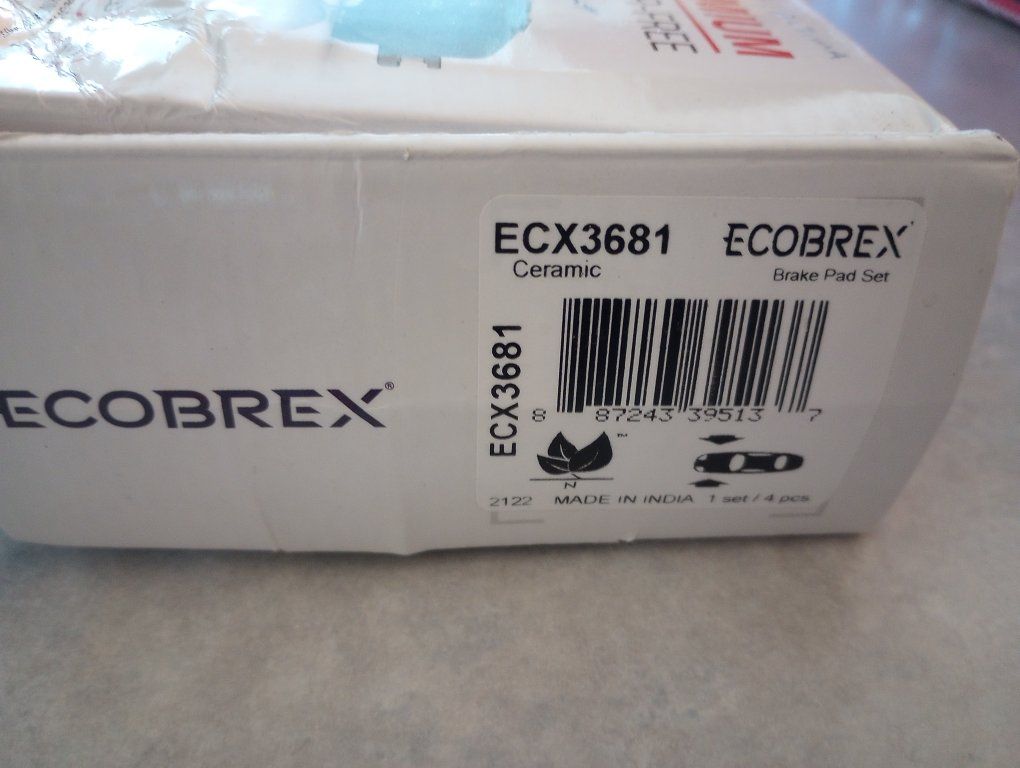 ECOBREX®
ECX3681
Ceramic
ECOBREX
Brake Pad Set
ECX3681
8 87243 39513 7
™
N
2122 MADE IN INDIA 1 set / 4 pcs